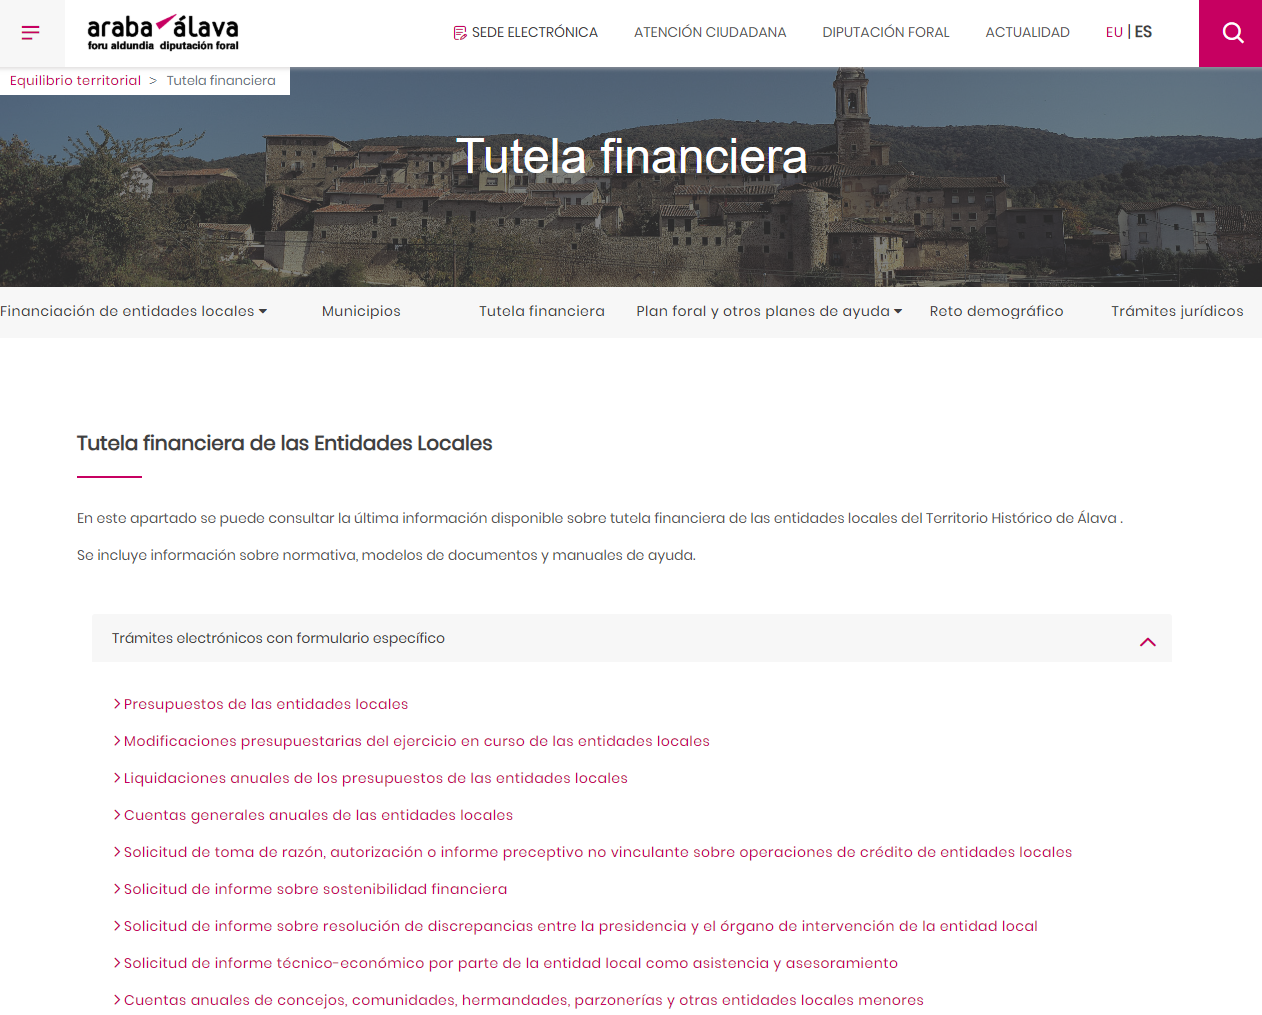 araba álava
foru aldundia diputación foral
SEDE ELECTRÓNICA
ATENCIÓN CIUDADANA
DIPUTACIÓN FORAL
ACTUALIDAD
EU | ES
Equilibrio territorial > Tutela financiera
Tutela financiera
Financiación de entidades locales
Municipios
Tutela financiera
Plan foral y otros planes de ayuda
Reto demográfico
Trámites jurídicos
Tutela financiera de las Entidades Locales
En este apartado se puede consultar la última información disponible sobre tutela financiera de las entidades locales del Territorio Histórico de Álava .
Se incluye información sobre normativa, modelos de documentos y manuales de ayuda.
Trámites electrónicos con formulario específico
Presupuestos de las entidades locales
Modificaciones presupuestarias del ejercicio en curso de las entidades locales
Liquidaciones anuales de los presupuestos de las entidades locales
Cuentas generales anuales de las entidades locales
Solicitud de toma de razón, autorización o informe preceptivo no vinculante sobre operaciones de crédito de entidades locales
Solicitud de informe sobre sostenibilidad financiera
Solicitud de informe sobre resolución de discrepancias entre la presidencia y el órgano de intervención de la entidad local
Solicitud de informe técnico-económico por parte de la entidad local como asistencia y asesoramiento
Cuentas anuales de concejos, comunidades, hermandades, parzonerías y otras entidades locales menores